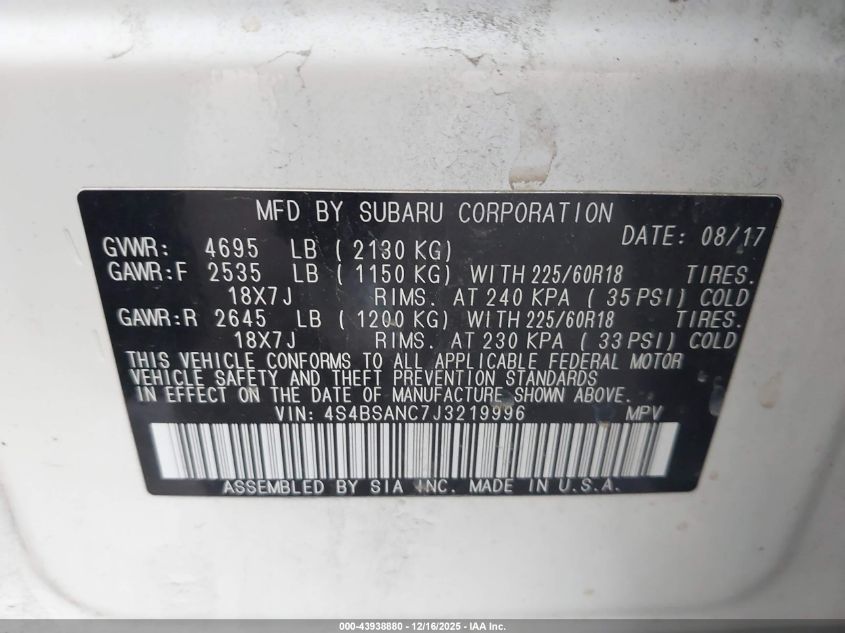 MFD BY SUBARU CORPORATION
DATE: 08/17
GVWR: 4695 LB ( 2130 KG)
GAWR:F 2535 LB ( 1150 KG) WITH 225/60R18 TIRES.
18X7J RIMS. AT 240 KPA ( 35 PSI) COLD
GAWR:R 2645 LB ( 1200 KG) WITH 225/60R18 TIRES.
18X7J RIMS. AT 230 KPA ( 33 PSI) COLD
THIS VEHICLE CONFORMS TO ALL APPLICABLE FEDERAL MOTOR
VEHICLE SAFETY AND THEFT PREVENTION STANDARDS
IN EFFECT ON THE DATE OF MANUFACTURE SHOWN ABOVE.
VIN: 4S4BSANC7J3219996 MPV
ASSEMBLED BY SIA INC. MADE IN U.S.A.
000-43938880 - 12/16/2025 - IAA Inc.